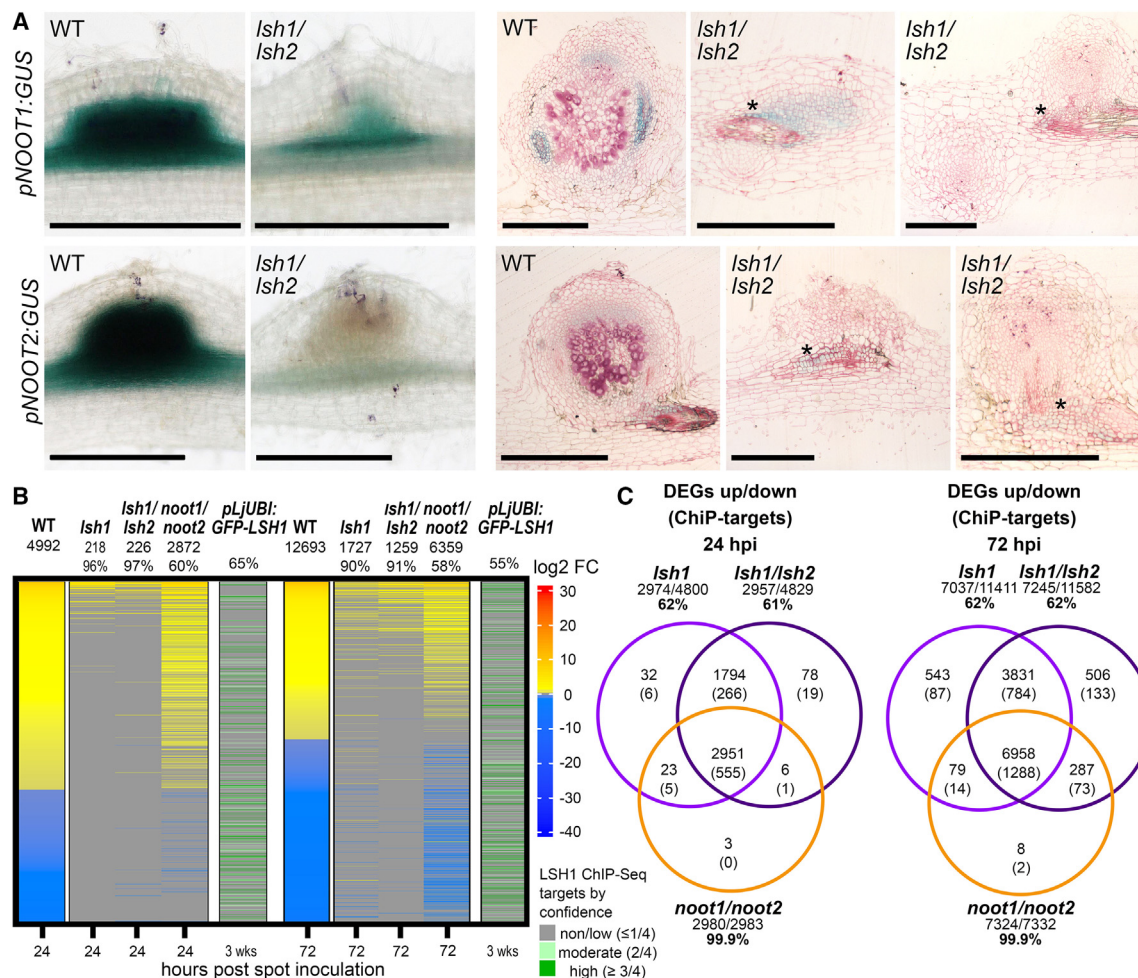 A
WT
lsh1/
lsh2
WT
lsh1/
lsh2
lsh1/
lsh2
pNOOT1:GUS
*
*
WT
lsh1/
lsh2
WT
lsh1/
lsh2
lsh1/
lsh2
pNOOT2:GUS
*
*
B
WT
4992
lsh1
218
96%
lsh1/
lsh2
226
97%
noot1/
noot2
2872
60%
pLjUBI:
GFP-LSH1
65%
WT
12693
lsh1
1727
90%
lsh1/
lsh2
1259
91%
noot1/
noot2
6359
58%
pLjUBI:
GFP-LSH1
55%
log2 FC
30
20
10
0
-10
-20
-30
-40
LSH1 ChIP-Seq
targets by
confidence
non/low (≤1/4)
moderate (2/4)
high (≥ 3/4)
24 24 24 24 3 wks 72 72 72 72 3 wks
hours post spot inoculation
C
DEGs up/down
(ChiP-targets)
24 hpi
lsh1
2974/4800
62%
lsh1/lsh2
2957/4829
61%
32
(6)
1794
(266)
78
(19)
2951
(555)
23
(5)
6
(1)
3
(0)
noot1/noot2
2980/2983
99.9%
DEGs up/down
(ChiP-targets)
72 hpi
lsh1
7037/11411
62%
lsh1/lsh2
7245/11582
62%
543
(87)
3831
(784)
506
(133)
6958
(1288)
79
(14)
287
(73)
8
(2)
noot1/noot2
7324/7332
99.9%